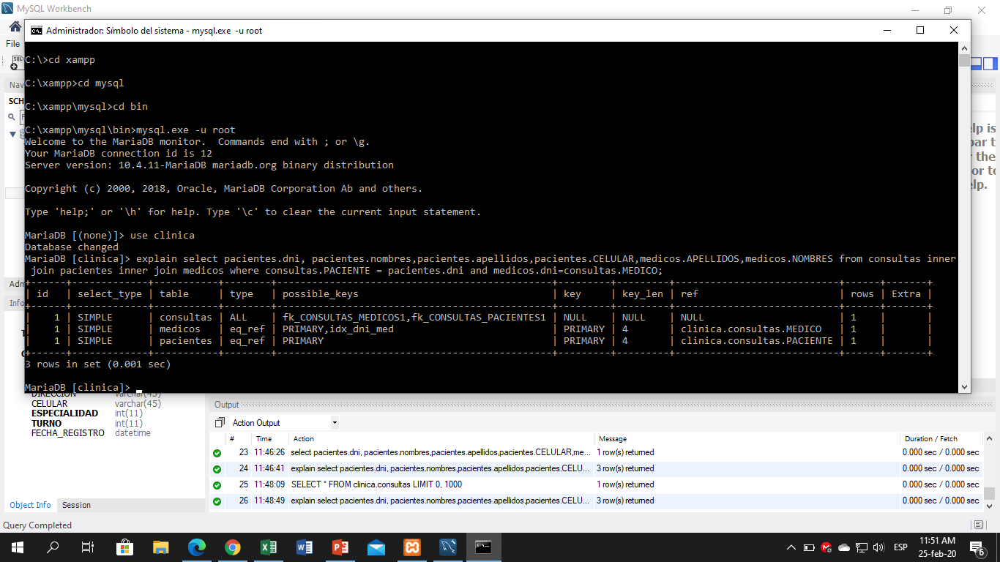 MySQL Workbench
Administrador: Símbolo del sistema - mysql.exe -u root
File
C:\>cd xampp
C:\xampp>cd mysql
C:\xampp\mysql>cd bin
C:\xampp\mysql\bin>mysql.exe -u root
Welcome to the MariaDB monitor.  Commands end with ; or \g.
Your MariaDB connection id is 12
Server version: 10.4.11-MariaDB mariadb.org binary distribution
Copyright (c) 2000, 2018, Oracle, MariaDB Corporation Ab and others.
Type 'help;' or '\h' for help. Type '\c' to clear the current input statement.
MariaDB [(none)]> use clinica
Database changed
MariaDB [clinica]> explain select pacientes.dni, pacientes.nombres,pacientes.apellidos,pacientes.CELULAR,medicos.APELLIDOS,medicos.NOMBRES from consultas inner
join pacientes inner join medicos where consultas.PACIENTE = pacientes.dni and medicos.dni=consultas.MEDICO;
+------+-------------+-----------+--------+-----------------------------------------------+---------+---------+----------------------------+------+-------+
| id   | select_type | table     | type   | possible_keys                                 | key     | key_len | ref                        | rows | Extra |
+------+-------------+-----------+--------+-----------------------------------------------+---------+---------+----------------------------+------+-------+
|    1 | SIMPLE      | consultas | ALL    | fk_CONSULTAS_MEDICOS1,fk_CONSULTAS_PACIENTES1 | NULL    | NULL    | NULL                       | 1    |       |
|    1 | SIMPLE      | medicos   | eq_ref | PRIMARY,idx_dni_med                           | PRIMARY | 4       | clinica.consultas.MEDICO   | 1    |       |
|    1 | SIMPLE      | pacientes | eq_ref | PRIMARY                                       | PRIMARY | 4       | clinica.consultas.PACIENTE | 1    |       |
+------+-------------+-----------+--------+-----------------------------------------------+---------+---------+----------------------------+------+-------+
3 rows in set (0.001 sec)
MariaDB [clinica]>
Nav
SCH
Adm
Info
DIRECCION varchar(45)
CELULAR varchar(45)
ESPECIALIDAD int(11)
TURNO int(11)
FECHA_REGISTRO datetime
Object Info Session
Output
Action Output
# Time Action Message Duration / Fetch
23 11:46:26 select pacientes.dni, pacientes.nombres,pacientes.apellidos,pacientes.CELULAR,me... 1 row(s) returned 0.000 sec / 0.000 sec
24 11:46:41 explain select pacientes.dni, pacientes.nombres,pacientes.apellidos,pacientes.CELU... 3 row(s) returned 0.000 sec / 0.000 sec
25 11:48:09 SELECT * FROM clinica.consultas LIMIT 0, 1000 1 row(s) returned 0.000 sec / 0.000 sec
26 11:48:49 explain select pacientes.dni, pacientes.nombres,pacientes.apellidos,pacientes.CELU... 3 row(s) returned 0.000 sec / 0.000 sec
Query Completed
ESP
11:51 AM
25-feb-20
6